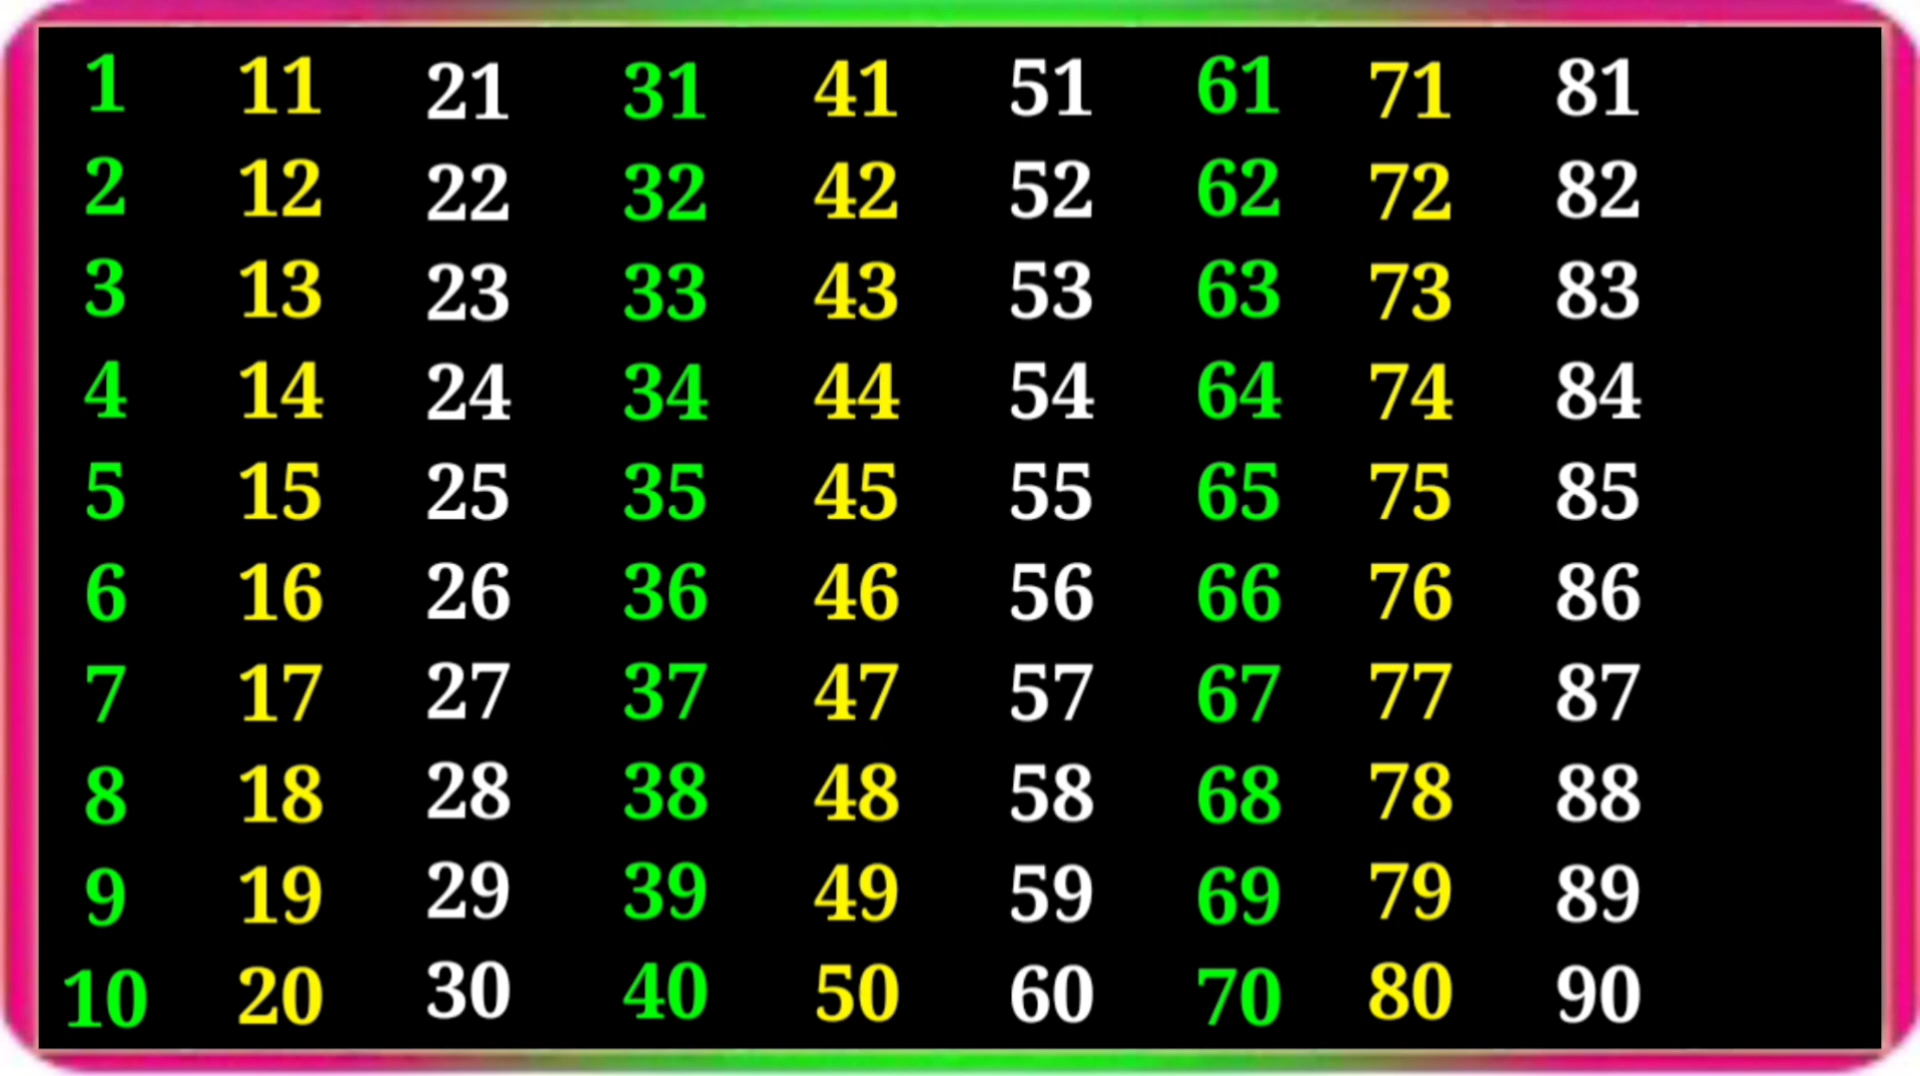 1 11 21 31 41 51 61 71 81
2 12 22 32 42 52 62 72 82
3 13 23 33 43 53 63 73 83
4 14 24 34 44 54 64 74 84
5 15 25 35 45 55 65 75 85
6 16 26 36 46 56 66 76 86
7 17 27 37 47 57 67 77 87
8 18 28 38 48 58 68 78 88
9 19 29 39 49 59 69 79 89
10 20 30 40 50 60 70 80 90